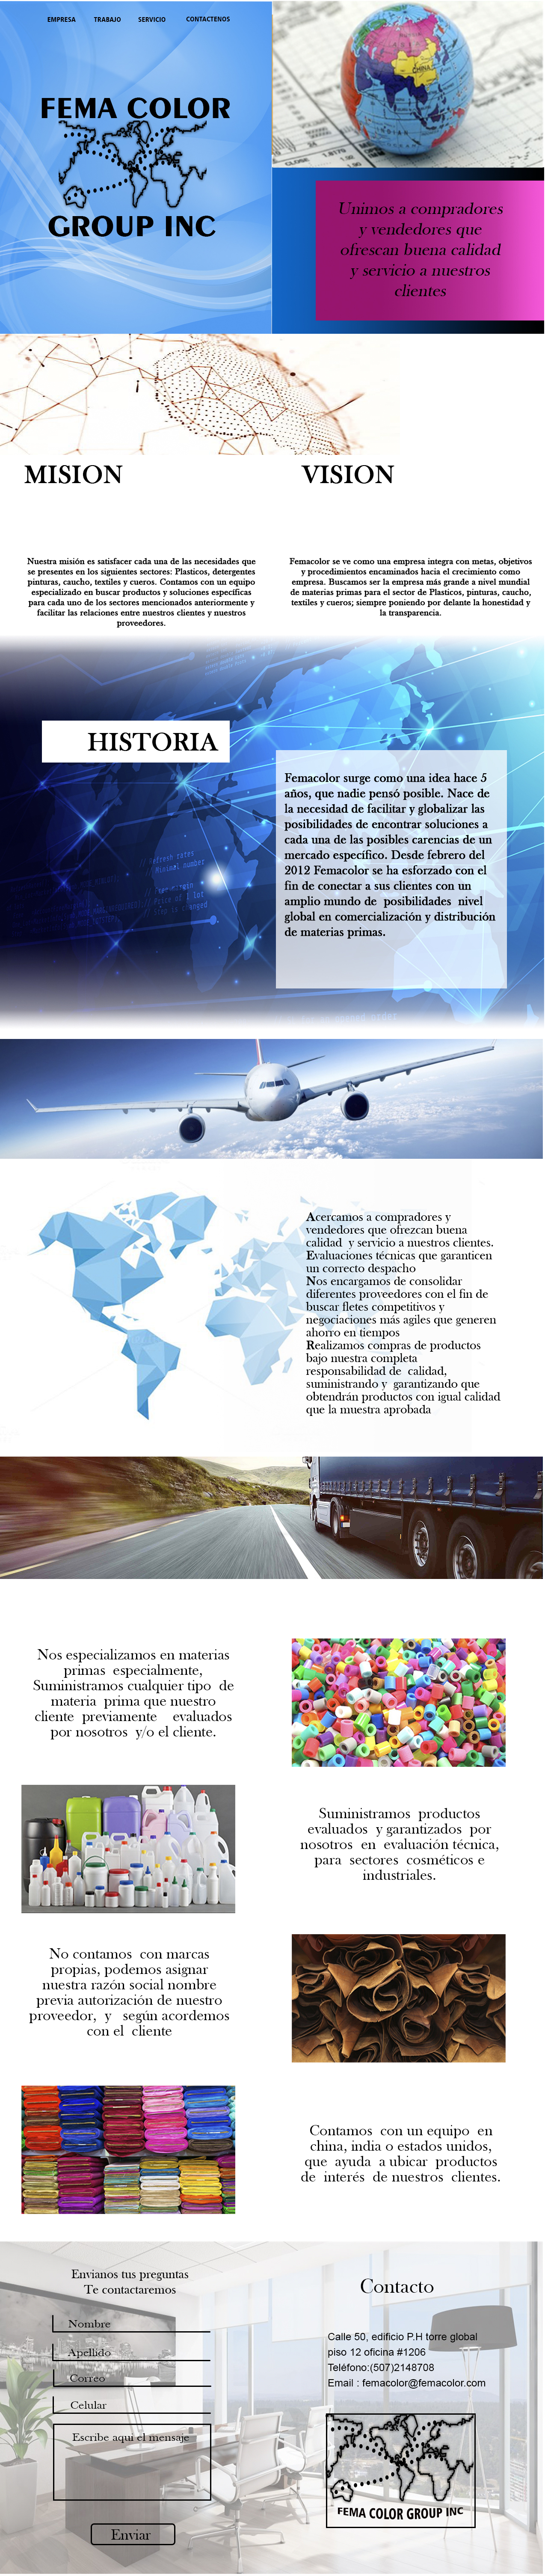 EMPRESA TRABAJO SERVICIO CONTACTENOS
FEMA COLOR
GROUP INC
CHINA
Unimos a compradores
y vendedores que
ofrescan buena calidad
y servicio a nuestros
clientes
MISION
Nuestra misión es satisfacer cada una de las necesidades que
se presentes en los siguientes sectores: Plasticos, detergentes
pinturas, caucho, textiles y cueros. Contamos con un equipo
especializado en buscar productos y soluciones específicas
para cada uno de los sectores mencionados anteriormente y
facilitar las relaciones entre nuestros clientes y nuestros
proveedores.
VISION
Femacolor se ve como una empresa integra con metas, objetivos
y procedimientos encaminados hacia el crecimiento como
empresa. Buscamos ser la empresa más grande a nivel mundial
de materias primas para el sector de Plasticos, pinturas, caucho,
textiles y cueros; siempre poniendo por delante la honestidad y
la transparencia.
HISTORIA
Femacolor surge como una idea hace 5
años, que nadie pensó posible. Nace de
la necesidad de facilitar y globalizar las
posibilidades de encontrar soluciones a
cada una de las posibles carencias de un
mercado específico. Desde febrero del
2012 Femacolor se ha esforzado con el
fin de conectar a sus clientes con un
amplio mundo de posibilidades nivel
global en comercialización y distribución
de materias primas.
Acercamos a compradores y
vendedores que ofrezcan buena
calidad y servicio a nuestros clientes.
Evaluaciones técnicas que garanticen
un correcto despacho
Nos encargamos de consolidar
diferentes proveedores con el fin de
buscar fletes competitivos y
negociaciones más agiles que generen
ahorro en tiempos
Realizamos compras de productos
bajo nuestra completa
responsabilidad de calidad,
suministrando y garantizando que
obtendrán productos con igual calidad
que la muestra aprobada
Nos especializamos en materias
primas especialmente,
Suministramos cualquier tipo de
materia prima que nuestro
cliente previamente evaluados
por nosotros y/o el cliente.
Suministramos productos
evaluados y garantizados por
nosotros en evaluación técnica,
para sectores cosméticos e
industriales.
No contamos con marcas
propias, podemos asignar
nuestra razón social nombre
previa autorización de nuestro
proveedor, y según acordemos
con el cliente
Contamos con un equipo en
china, india o estados unidos,
que ayuda a ubicar productos
de interés de nuestros clientes.
Envianos tus preguntas
Te contactaremos
Nombre
Apellido
Correo
Celular
Escribe aqui el mensaje
Enviar
Contacto
Calle 50, edificio P.H torre global
piso 12 oficina #1206
Teléfono:(507)2148708
Email : femacolor@femacolor.com
FEMA COLOR GROUP INC